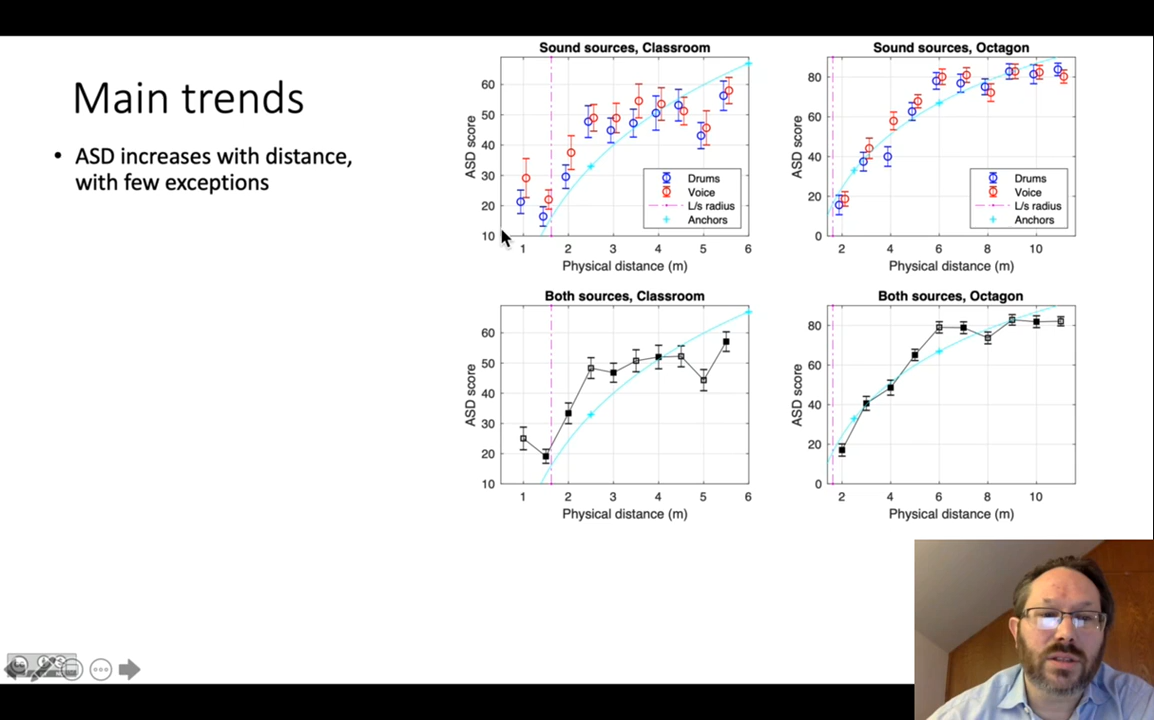 Main trends
• ASD increases with distance,
with few exceptions
Sound sources, Classroom
ASD score
60
50
40
30
20
10
1
2
3
4
5
6
Physical distance (m)
Drums
Voice
L/s radius
Anchors
Sound sources, Octagon
ASD score
80
60
40
20
0
2
4
6
8
10
Physical distance (m)
Drums
Voice
L/s radius
Anchors
Both sources, Classroom
ASD score
60
50
40
30
20
10
1
2
3
4
5
6
Physical distance (m)
Both sources, Octagon
ASD score
80
60
40
20
0
2
4
6
8
10
Physical distance (m)